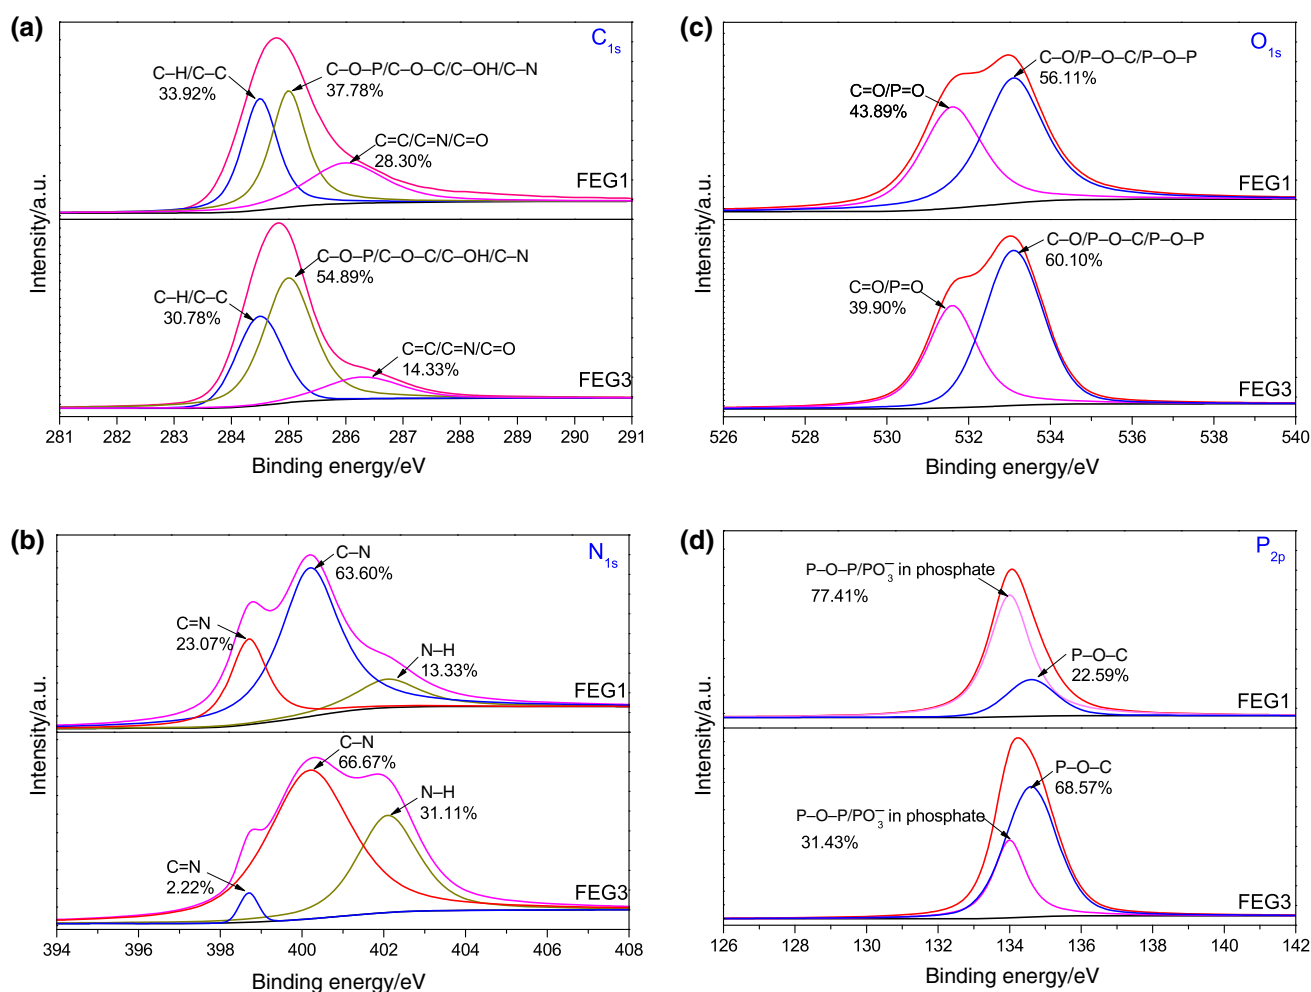 (a)
C1s
C–H/C–C
33.92%
C–O–P/C–O–C/C–OH/C–N
37.78%
C=C/C=N/C=O
28.30%
FEG1
C–O–P/C–O–C/C–OH/C–N
54.89%
C–H/C–C
30.78%
C=C/C=N/C=O
14.33%
FEG3
Intensity/a.u.
281 282 283 284 285 286 287 288 289 290 291
Binding energy/eV
(c)
O1s
C–O/P–O–C/P–O–P
56.11%
C=O/P=O
43.89%
FEG1
C–O/P–O–C/P–O–P
60.10%
C=O/P=O
39.90%
FEG3
Intensity/a.u.
526 528 530 532 534 536 538 540
Binding energy/eV
(b)
N1s
C–N
63.60%
C=N
23.07%
N–H
13.33%
FEG1
C–N
66.67%
N–H
31.11%
C=N
2.22%
FEG3
Intensity/a.u.
394 396 398 400 402 404 406 408
Binding energy/eV
(d)
P2p
P–O–P/PO3− in phosphate
77.41%
P–O–C
22.59%
FEG1
P–O–C
68.57%
P–O–P/PO3− in phosphate
31.43%
FEG3
Intensity/a.u.
126 128 130 132 134 136 138 140 142
Binding energy/eV